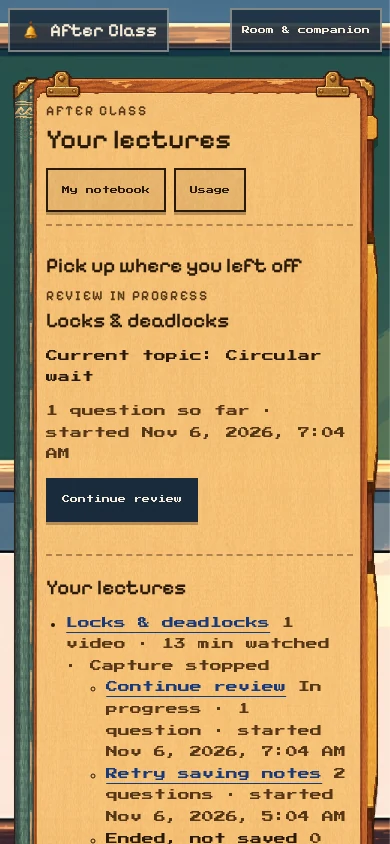 After Class
Room & companion
AFTER CLASS
Your lectures
My notebook
Usage
Pick up where you left off
REVIEW IN PROGRESS
Locks & deadlocks
Current topic: Circular
wait
1 question so far ·
started Nov 6, 2026, 7:04
AM
Continue review
Your lectures
Locks & deadlocks 1
video · 13 min watched
· Capture stopped
Continue review In
progress · 1
question · started
Nov 6, 2026, 7:04 AM
Retry saving notes 2
questions · started
Nov 6, 2026, 5:04 AM
Ended, not saved 0